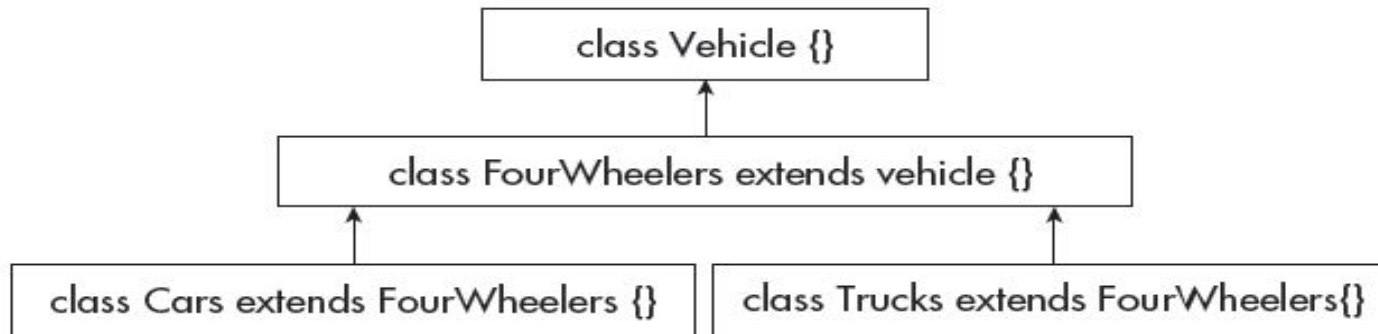 class Vehicle {}
class FourWheelers extends vehicle {}
class Cars extends FourWheelers {}
class Trucks extends FourWheelers{}